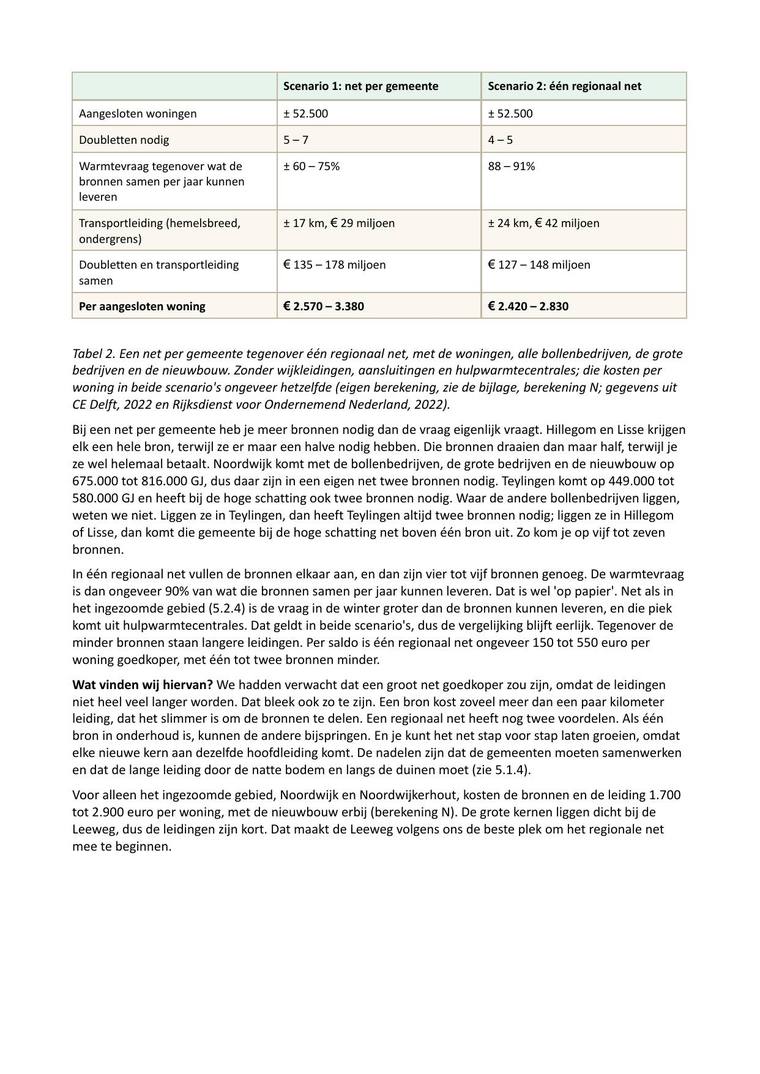 Scenario 1: net per gemeente Scenario 2: één regionaal net
Aangesloten woningen ± 52.500 ± 52.500
Doubletten nodig 5 – 7 4 – 5
Warmtevraag tegenover wat de ± 60 – 75% 88 – 91%
bronnen samen per jaar kunnen
leveren
Transportleiding (hemelsbreed, ± 17 km, € 29 miljoen ± 24 km, € 42 miljoen
ondergrens)
Doubletten en transportleiding € 135 – 178 miljoen € 127 – 148 miljoen
samen
Per aangesloten woning € 2.570 – 3.380 € 2.420 – 2.830
Tabel 2. Een net per gemeente tegenover één regionaal net, met de woningen, alle bollenbedrijven, de grote
bedrijven en de nieuwbouw. Zonder wijkleidingen, aansluitingen en hulpwarmtecentrales; die kosten per
woning in beide scenario's ongeveer hetzelfde (eigen berekening, zie de bijlage, berekening N; gegevens uit
CE Delft, 2022 en Rijksdienst voor Ondernemend Nederland, 2022).
Bij een net per gemeente heb je meer bronnen nodig dan de vraag eigenlijk vraagt. Hillegom en Lisse krijgen
elk een hele bron, terwijl ze er maar een halve nodig hebben. Die bronnen draaien dan maar half, terwijl je
ze wel helemaal betaalt. Noordwijk komt met de bollenbedrijven, de grote bedrijven en de nieuwbouw op
675.000 tot 816.000 GJ, dus daar zijn in een eigen net twee bronnen nodig. Teylingen komt op 449.000 tot
580.000 GJ en heeft bij de hoge schatting ook twee bronnen nodig. Waar de andere bollenbedrijven liggen,
weten we niet. Liggen ze in Teylingen, dan heeft Teylingen altijd twee bronnen nodig; liggen ze in Hillegom
of Lisse, dan komt die gemeente bij de hoge schatting net boven één bron uit. Zo kom je op vijf tot zeven
bronnen.
In één regionaal net vullen de bronnen elkaar aan, en dan zijn vier tot vijf bronnen genoeg. De warmtevraag
is dan ongeveer 90% van wat die bronnen samen per jaar kunnen leveren. Dat is wel 'op papier'. Net als in
het ingezoomde gebied (5.2.4) is de vraag in de winter groter dan de bronnen kunnen leveren, en die piek
komt uit hulpwarmtecentrales. Dat geldt in beide scenario's, dus de vergelijking blijft eerlijk. Tegenover de
minder bronnen staan langere leidingen. Per saldo is één regionaal net ongeveer 150 tot 550 euro per
woning goedkoper, met één tot twee bronnen minder.
Wat vinden wij hiervan? We hadden verwacht dat een groot net goedkoper zou zijn, omdat de leidingen
niet heel veel langer worden. Dat bleek ook zo te zijn. Een bron kost zoveel meer dan een paar kilometer
leiding, dat het slimmer is om de bronnen te delen. Een regionaal net heeft nog twee voordelen. Als één
bron in onderhoud is, kunnen de andere bijspringen. En je kunt het net stap voor stap laten groeien, omdat
elke nieuwe kern aan dezelfde hoofdleiding komt. De nadelen zijn dat de gemeenten moeten samenwerken
en dat de lange leiding door de natte bodem en langs de duinen moet (zie 5.1.4).
Voor alleen het ingezoomde gebied, Noordwijk en Noordwijkerhout, kosten de bronnen en de leiding 1.700
tot 2.900 euro per woning, met de nieuwbouw erbij (berekening N). De grote kernen liggen dicht bij de
Leeweg, dus de leidingen zijn kort. Dat maakt de Leeweg volgens ons de beste plek om het regionale net
mee te beginnen.